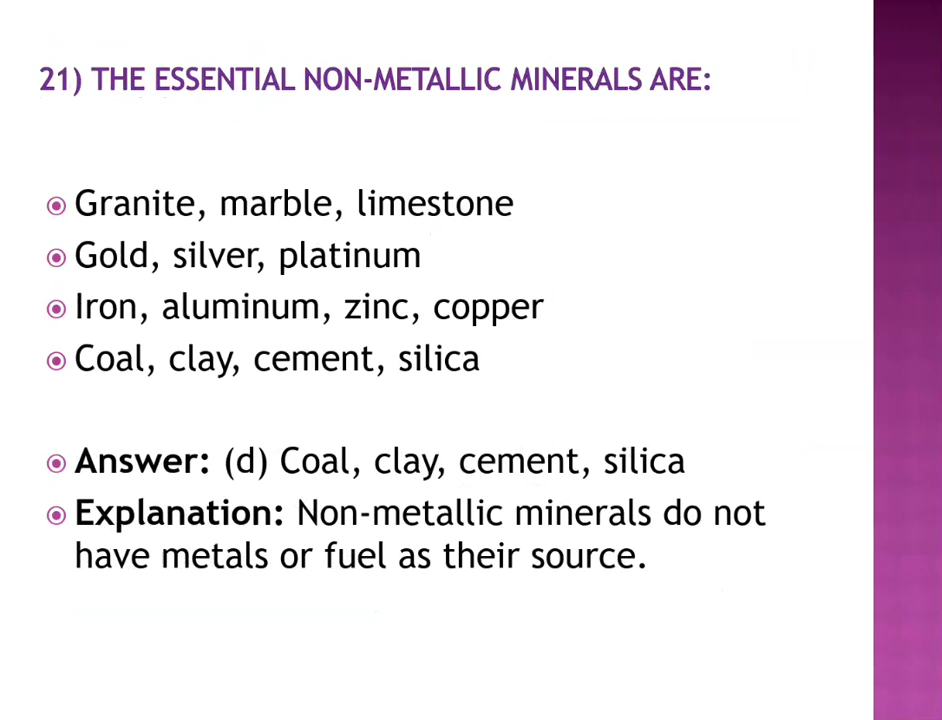 21) THE ESSENTIAL NON-METALLIC MINERALS ARE:
Granite, marble, limestone
Gold, silver, platinum
Iron, aluminum, zinc, copper
Coal, clay, cement, silica
Answer: (d) Coal, clay, cement, silica
Explanation: Non-metallic minerals do not
have metals or fuel as their source.